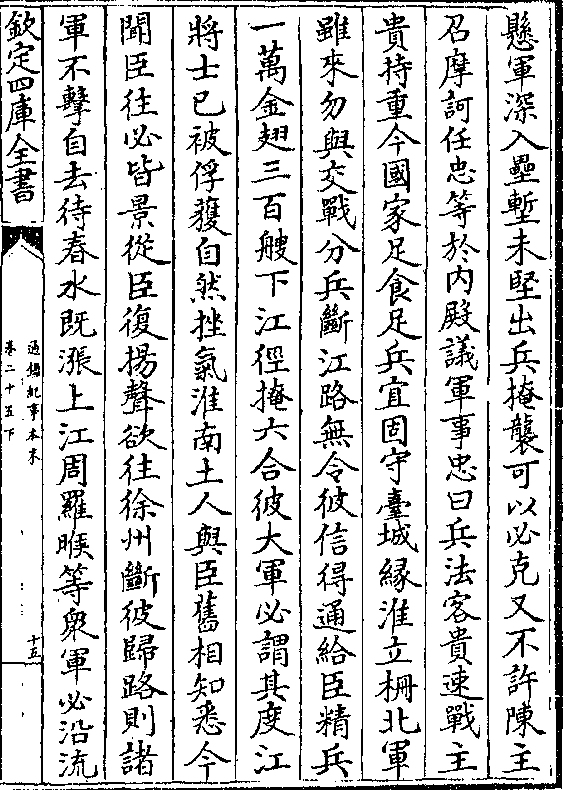 懸軍深入壘塹未堅出兵掩襲可以必克又不許陳主
召摩訶任忠等於内殿議軍事忠曰兵法客貴速戰主
貴持重今國家足食足兵宜固守臺城緣淮立柵北軍
雖來勿與交戰分兵斷江路無令彼信得通給臣精兵
一萬金翅三百艘下江徑掩六合彼大軍必謂其度江
將士已被俘獲自然挫氣淮南土人與臣舊相知悉今
聞臣往必皆景從臣復揚聲欲往徐州斷彼歸路則諸
軍不擊自去待春水既漲上江周羅㬋等衆軍必沿流
欽定四庫全書
通鑑紀事本末
卷二十五下
十五